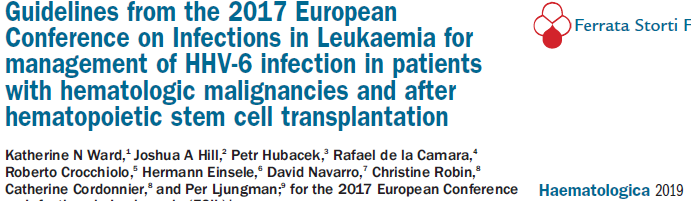 Guidelines from the 2017 European
Conference on Infections in Leukaemia for
management of HHV-6 infection in patients
with hematologic malignancies and after
hematopoietic stem cell transplantation
Ferrata Storti F
Katherine N Ward,¹ Joshua A Hill,² Petr Hubacek,³ Rafael de la Camara,⁴
Roberto Crocchiolo,⁵ Hermann Einsele,⁶ David Navarro,⁷ Christine Robin,⁸
Catherine Cordonnier,⁸ and Per Ljungman;⁹ for the 2017 European Conference
Haematologica 2019